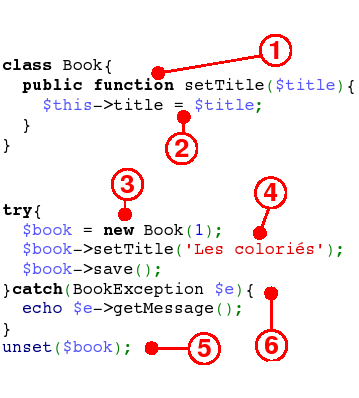 1
class Book{
public function setTitle($title){
$this->title = $title;
2
}
}
3
4
try{
$book = new Book(1);
$book->setTitle('Les coloriés');
$book->save();
}catch(BookException $e){
echo $e->getMessage();
6
}
unset($book);
5